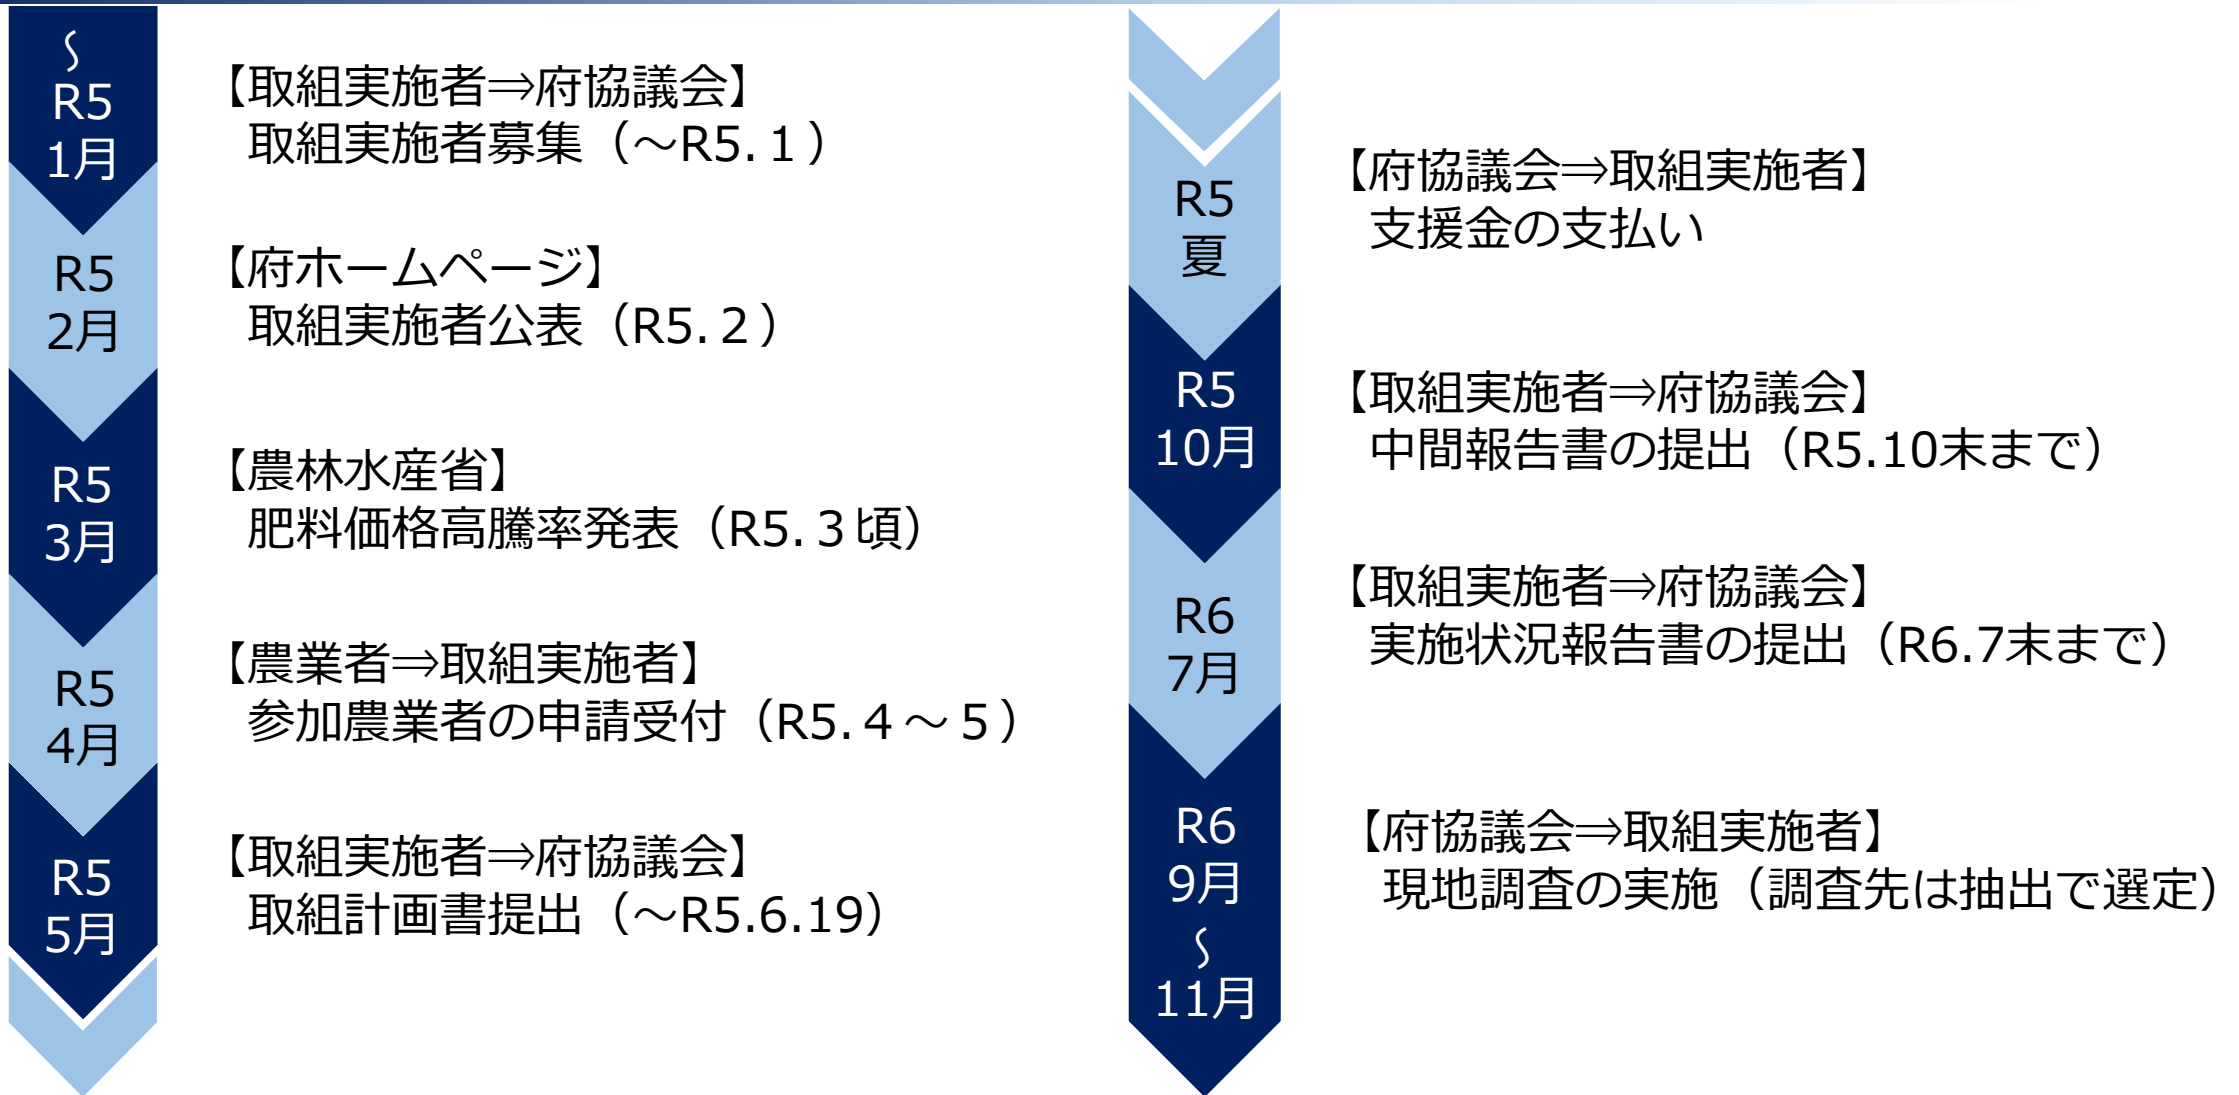 ～
R5
1月
【取組実施者⇒府協議会】
取組実施者募集（～R5.１）
R5
2月
【府ホームページ】
取組実施者公表（R5.２）
R5
3月
【農林水産省】
肥料価格高騰率発表（R5.３頃）
R5
4月
【農業者⇒取組実施者】
参加農業者の申請受付（R5.４～５）
R5
5月
【取組実施者⇒府協議会】
取組計画書提出（～R5.6.19）
R5
夏
【府協議会⇒取組実施者】
支援金の支払い
R5
10月
【取組実施者⇒府協議会】
中間報告書の提出（R5.10末まで）
R6
7月
【取組実施者⇒府協議会】
実施状況報告書の提出（R6.7末まで）
R6
9月
～
11月
【府協議会⇒取組実施者】
現地調査の実施（調査先は抽出で選定）